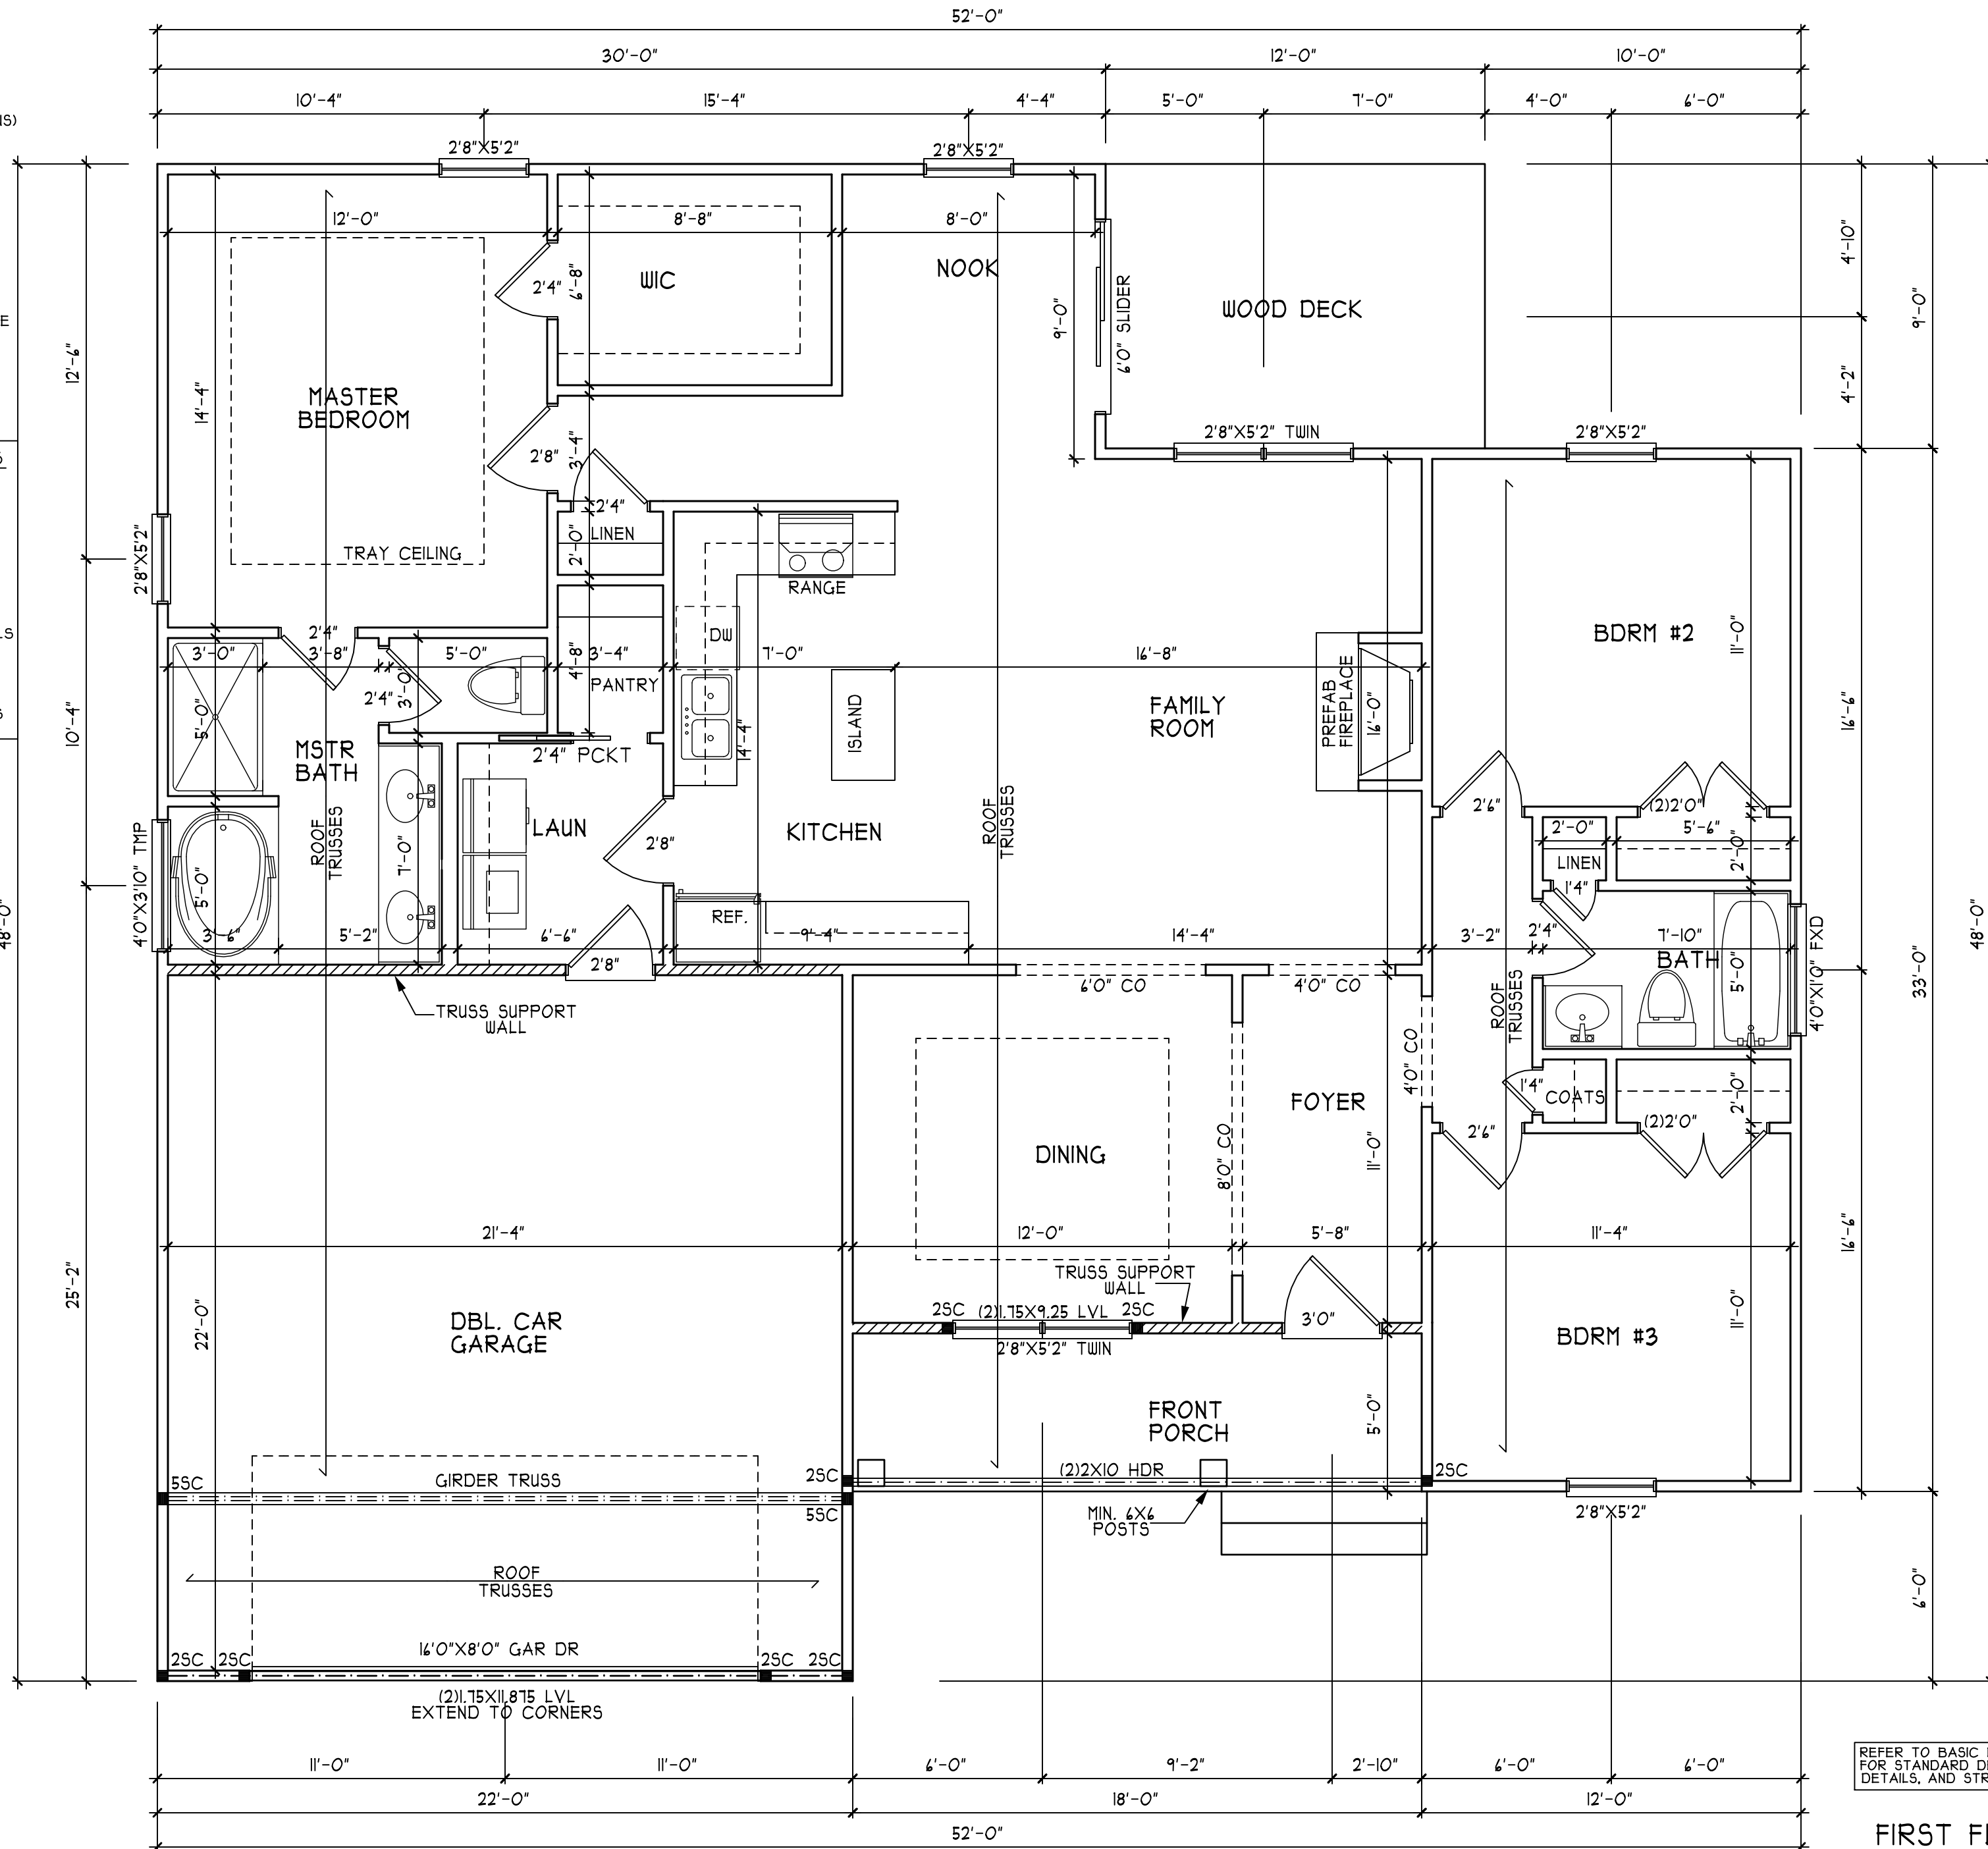 52'-0"
30'-0"
12'-0"
10'-0"
10'-4"
15'-4"
4'-4"
5'-0"
7'-0"
4'-0"
6'-0"
2'8"X5'2"
2'8"X5'2"
12'-0"
8'-8"
8'-0"
NOOK
WIC
2'4"
6'-8"
9'-0"
6'0" SLIDER
WOOD DECK
4'-10"
9'-0"
4'-2"
12'-6"
14'-4"
MASTER
BEDROOM
2'8"
3'-4"
2'8"X5'2" TWIN
2'8"X5'2"
2'4"
LINEN
2'-0"
TRAY CEILING
2'8"X5'2"
RANGE
DW
BDRM #2
11'-0"
16'-6"
2'4"
3'-0"
3'-8"
5'-0"
3'-4"
7'-0"
16'-8"
4'-8"
PANTRY
2'4"
3'-0"
5'-0"
10'-4"
MSTR
BATH
2'4" PCKT
14'-4"
ISLAND
FAMILY
ROOM
PREFAB
FIREPLACE
16'-0"
ROOF
TRUSSES
ROOF
TRUSSES
LAUN
2'8"
KITCHEN
2'6"
(2)2'0"
2'-0"
5'-6"
2'-0"
LINEN
1'4"
4'0"X3'10" TMP
5'-0"
7'-0"
REF.
3'-6"
5'-2"
6'-6"
9'-4"
14'-4"
3'-2"
2'4"
7'-10"
BATH
5'-0"
4'0"X1'0" FXD
48'-0"
48'-0"
33'-0"
2'8"
6'0" CO
4'0" CO
TRUSS SUPPORT
WALL
ROOF
TRUSSES
4'0" CO
1'4"
COATS
2'-0"
(2)2'0"
2'6"
FOYER
DINING
8'0" CO
11'-0"
21'-4"
12'-0"
5'-8"
11'-4"
16'-6"
25'-2"
22'-0"
DBL. CAR
GARAGE
TRUSS SUPPORT
WALL
2SC
(2)1.75X9.25 LVL
2SC
3'0"
2'8"X5'2" TWIN
BDRM #3
11'-0"
FRONT
PORCH
5'-0"
5SC
GIRDER TRUSS
2SC
(2)2X10 HDR
2SC
5SC
MIN. 6X6
POSTS
2'8"X5'2"
ROOF
TRUSSES
6'-0"
16'0"X8'0" GAR DR
2SC
2SC
2SC
2SC
(2)1.75X11.875 LVL
EXTEND TO CORNERS
11'-0"
11'-0"
6'-0"
9'-2"
2'-10"
6'-0"
6'-0"
22'-0"
18'-0"
12'-0"
52'-0"
REFER TO BASIC
FOR STANDARD
DETAILS, AND
FIRST